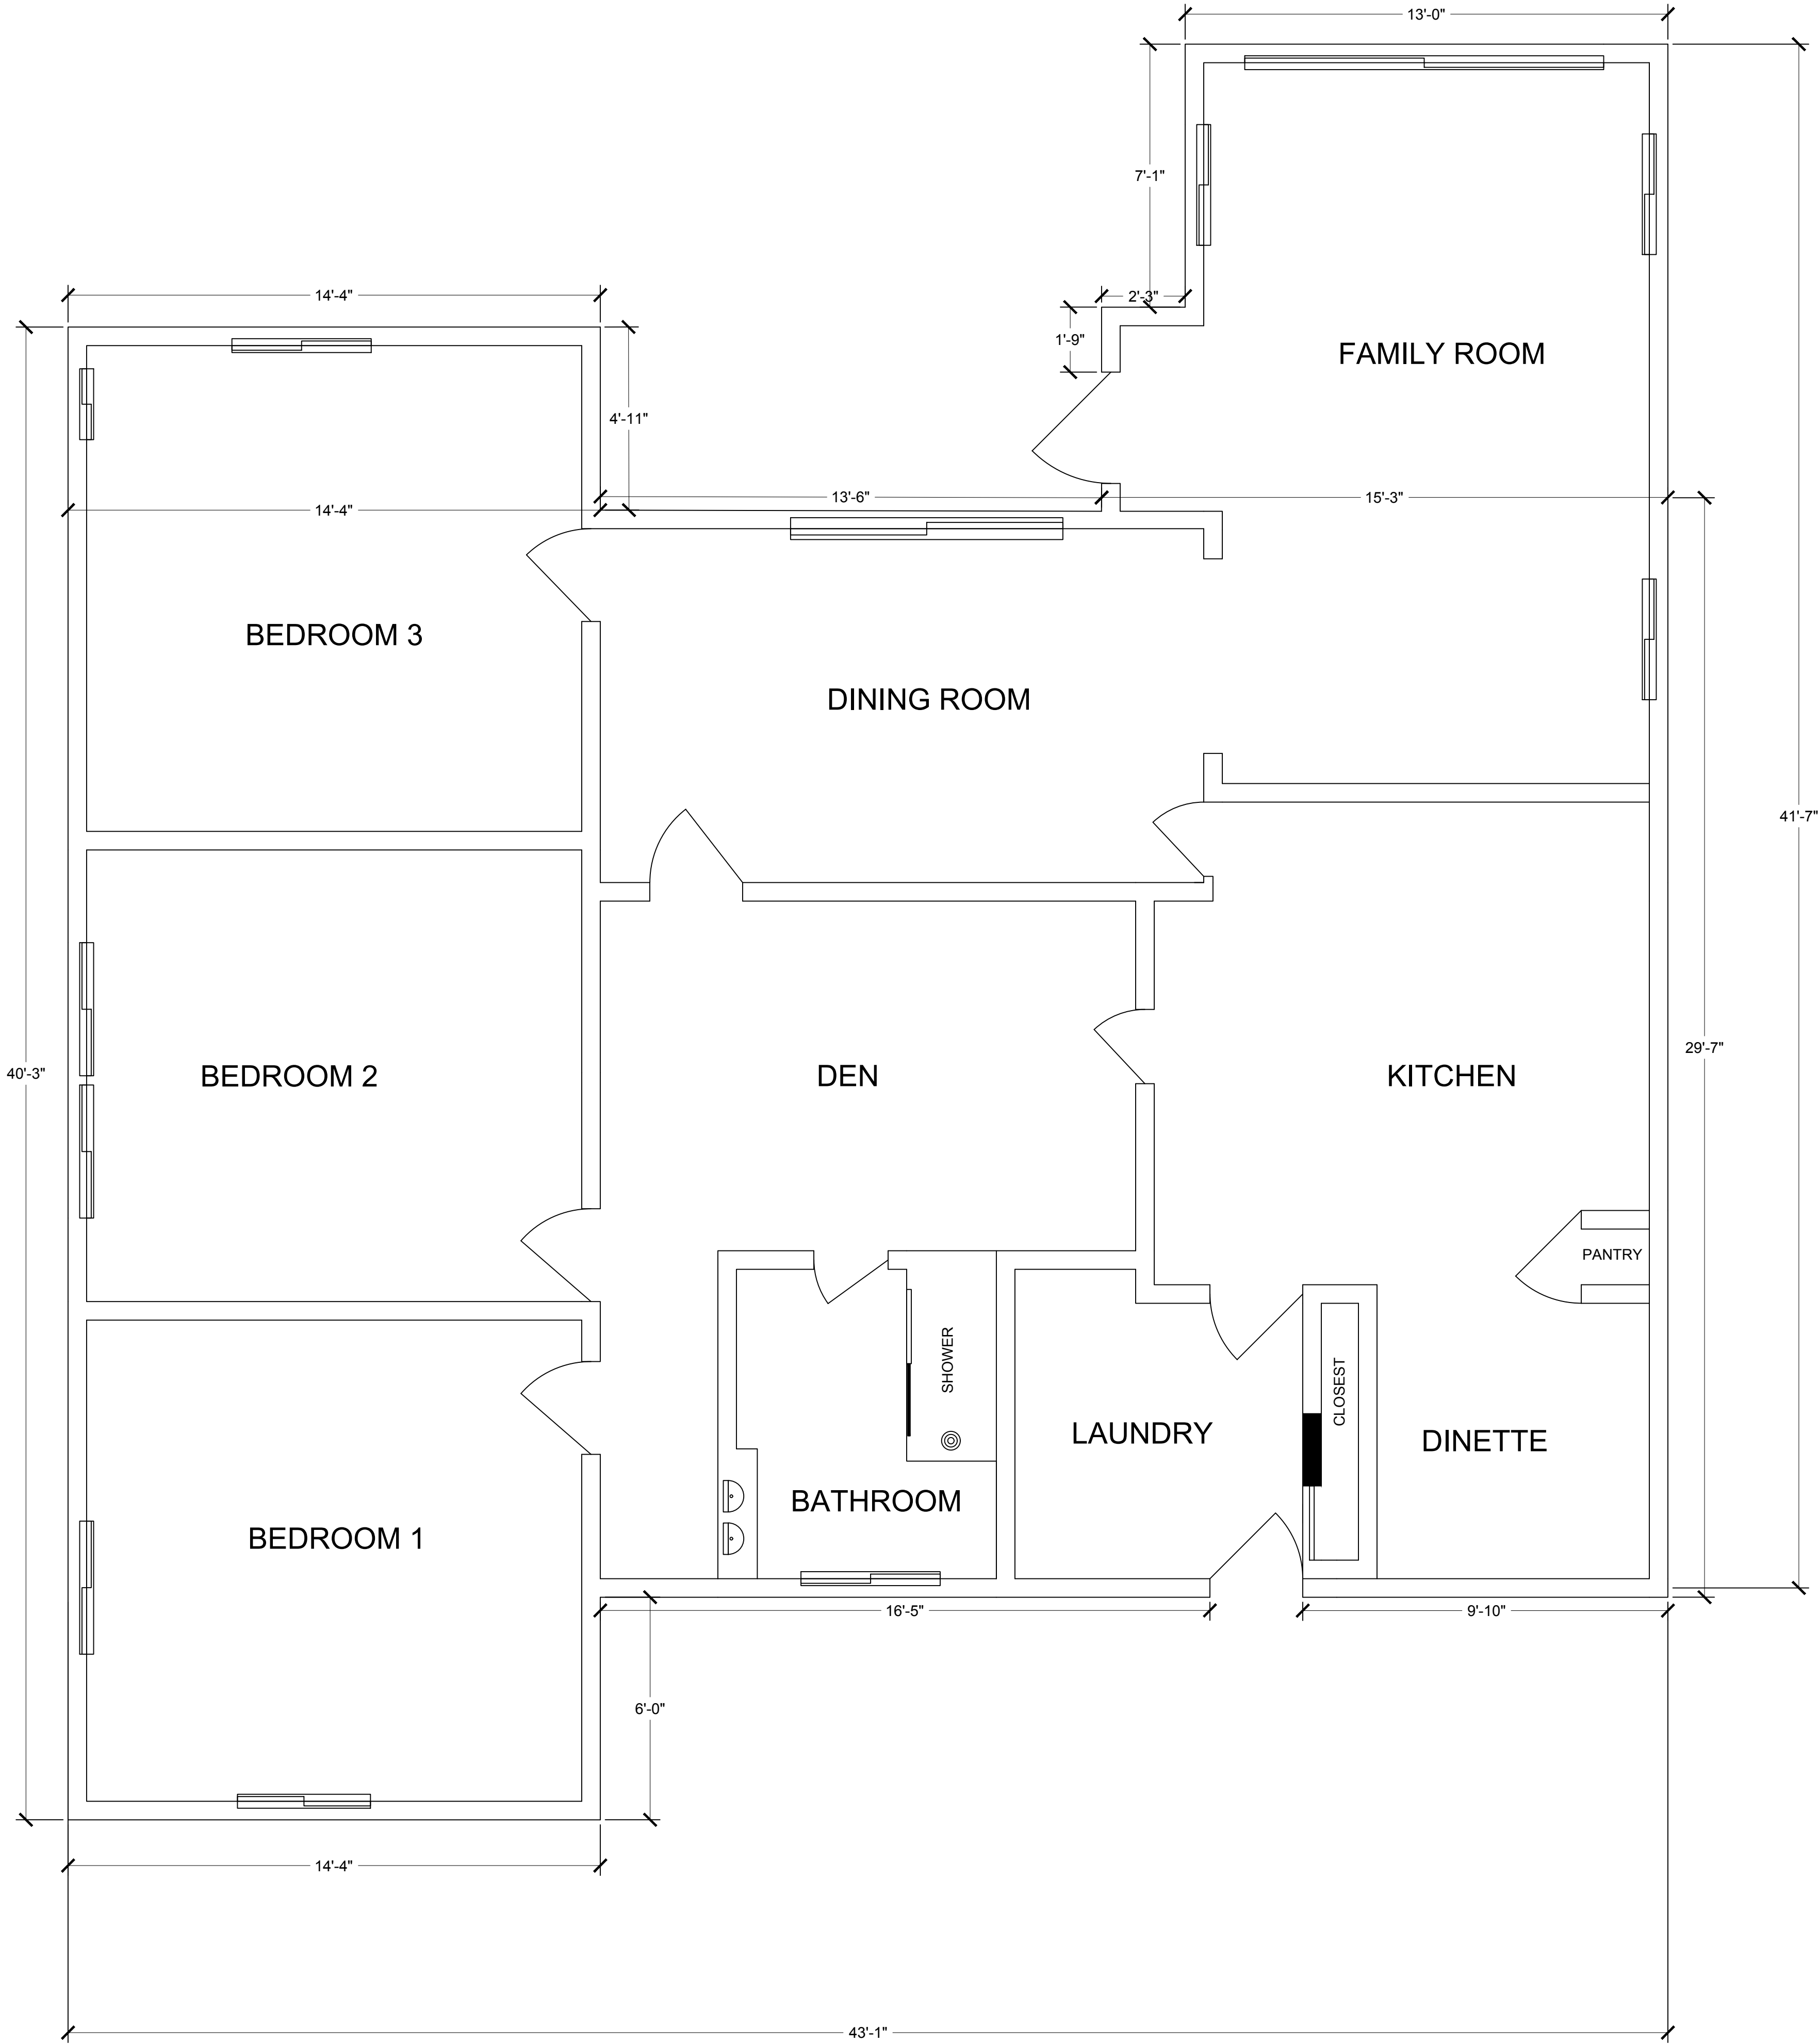 13'-0"
7'-1"
14'-4"
2'-3"
1'-9"
FAMILY ROOM
4'-11"
13'-6"
15'-3"
14'-4"
BEDROOM 3
DINING ROOM
41'-7"
29'-7"
40'-3"
BEDROOM 2
DEN
KITCHEN
PANTRY
SHOWER
CLOSEST
LAUNDRY
DINETTE
BATHROOM
BEDROOM 1
16'-5"
9'-10"
6'-0"
14'-4"
43'-1"